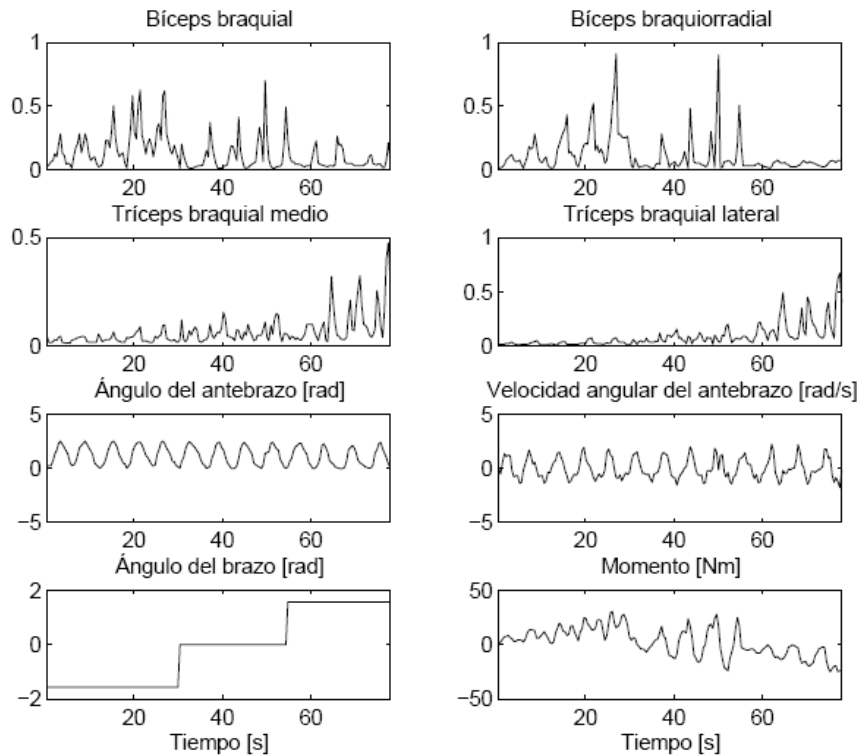 Bíceps braquial
Bíceps braquiorradial
1
0.5
0
20 40 60
1
0.5
0
20 40 60
Tríceps braquial medio
Tríceps braquial lateral
0.5
0
20 40 60
1
0.5
0
20 40 60
Ángulo del antebrazo [rad]
Velocidad angular del antebrazo [rad/s]
5
0
−5
20 40 60
5
0
−5
20 40 60
Ángulo del brazo [rad]
Momento [Nm]
2
0
−2
20 40 60
50
0
−50
20 40 60
Tiempo [s]
Tiempo [s]